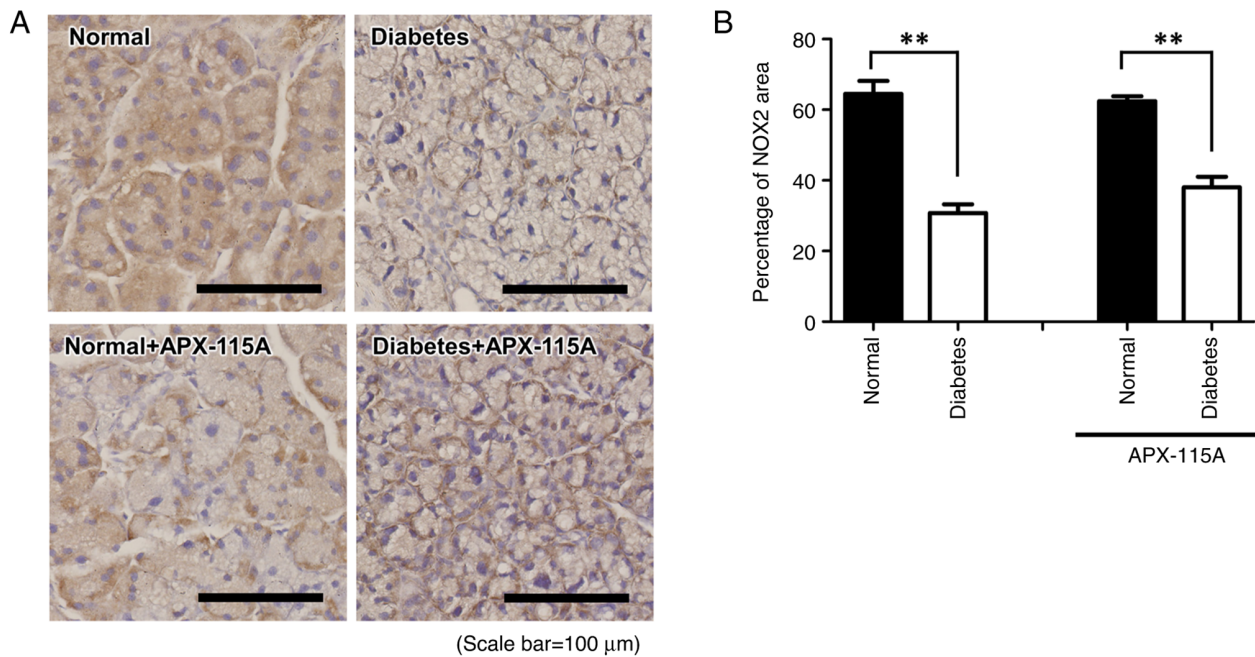 A
Normal
Diabetes
Normal+APX-115A
Diabetes+APX-115A
(Scale bar=100 μm)
B
Percentage of NOX2 area
80
60
40
20
0
**
**
Normal
Diabetes
Normal
Diabetes
APX-115A